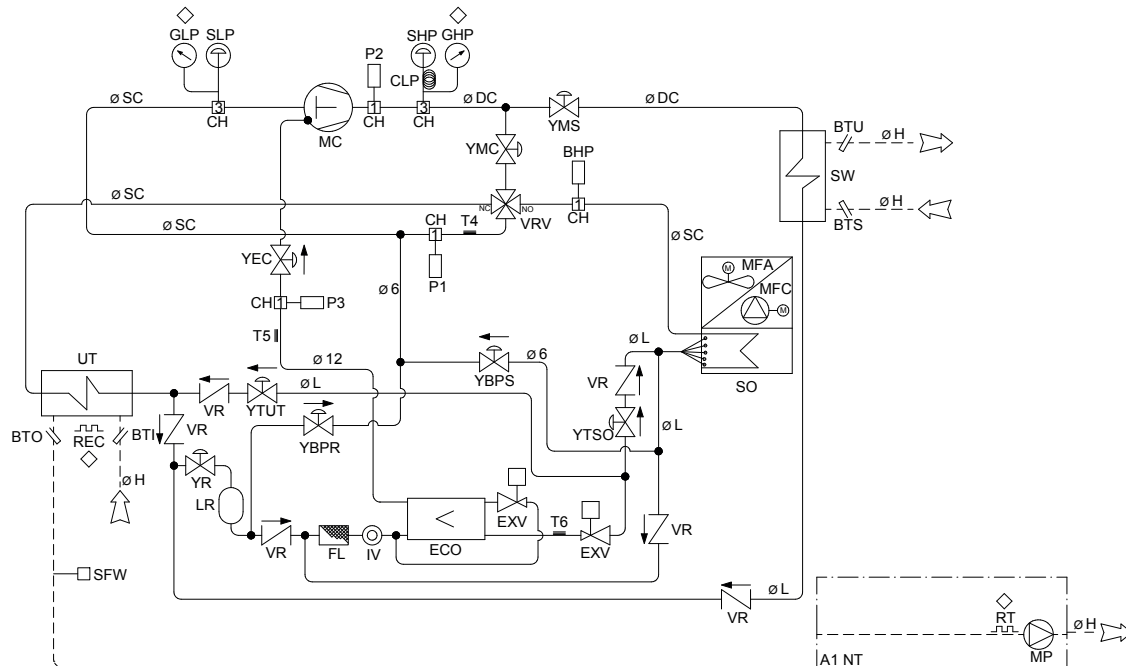 GLP SLP SHP GHP
P2
CLP
Ø SC 3 1 3 Ø DC Ø DC
CH MC CH CH YMS
BTU Ø H
YMC BHP
SW
Ø SC NC NO 1 Ø H
VRV CH BTS
Ø SC CH T4
1 Ø SC
YEC P1
M MFA
MFC
Ø 6 M
CH 1 P3
T5
UT Ø 12 Ø L
Ø 6
YBPS SO
VR YTUT Ø L VR
BTO REC BTI VR YBPR YTSO Ø L
YR
Ø H LR
EXV T6 VR
VR FL IV ECO EXV
SFW
Ø L
VR
RT Ø H
A1 NT MP